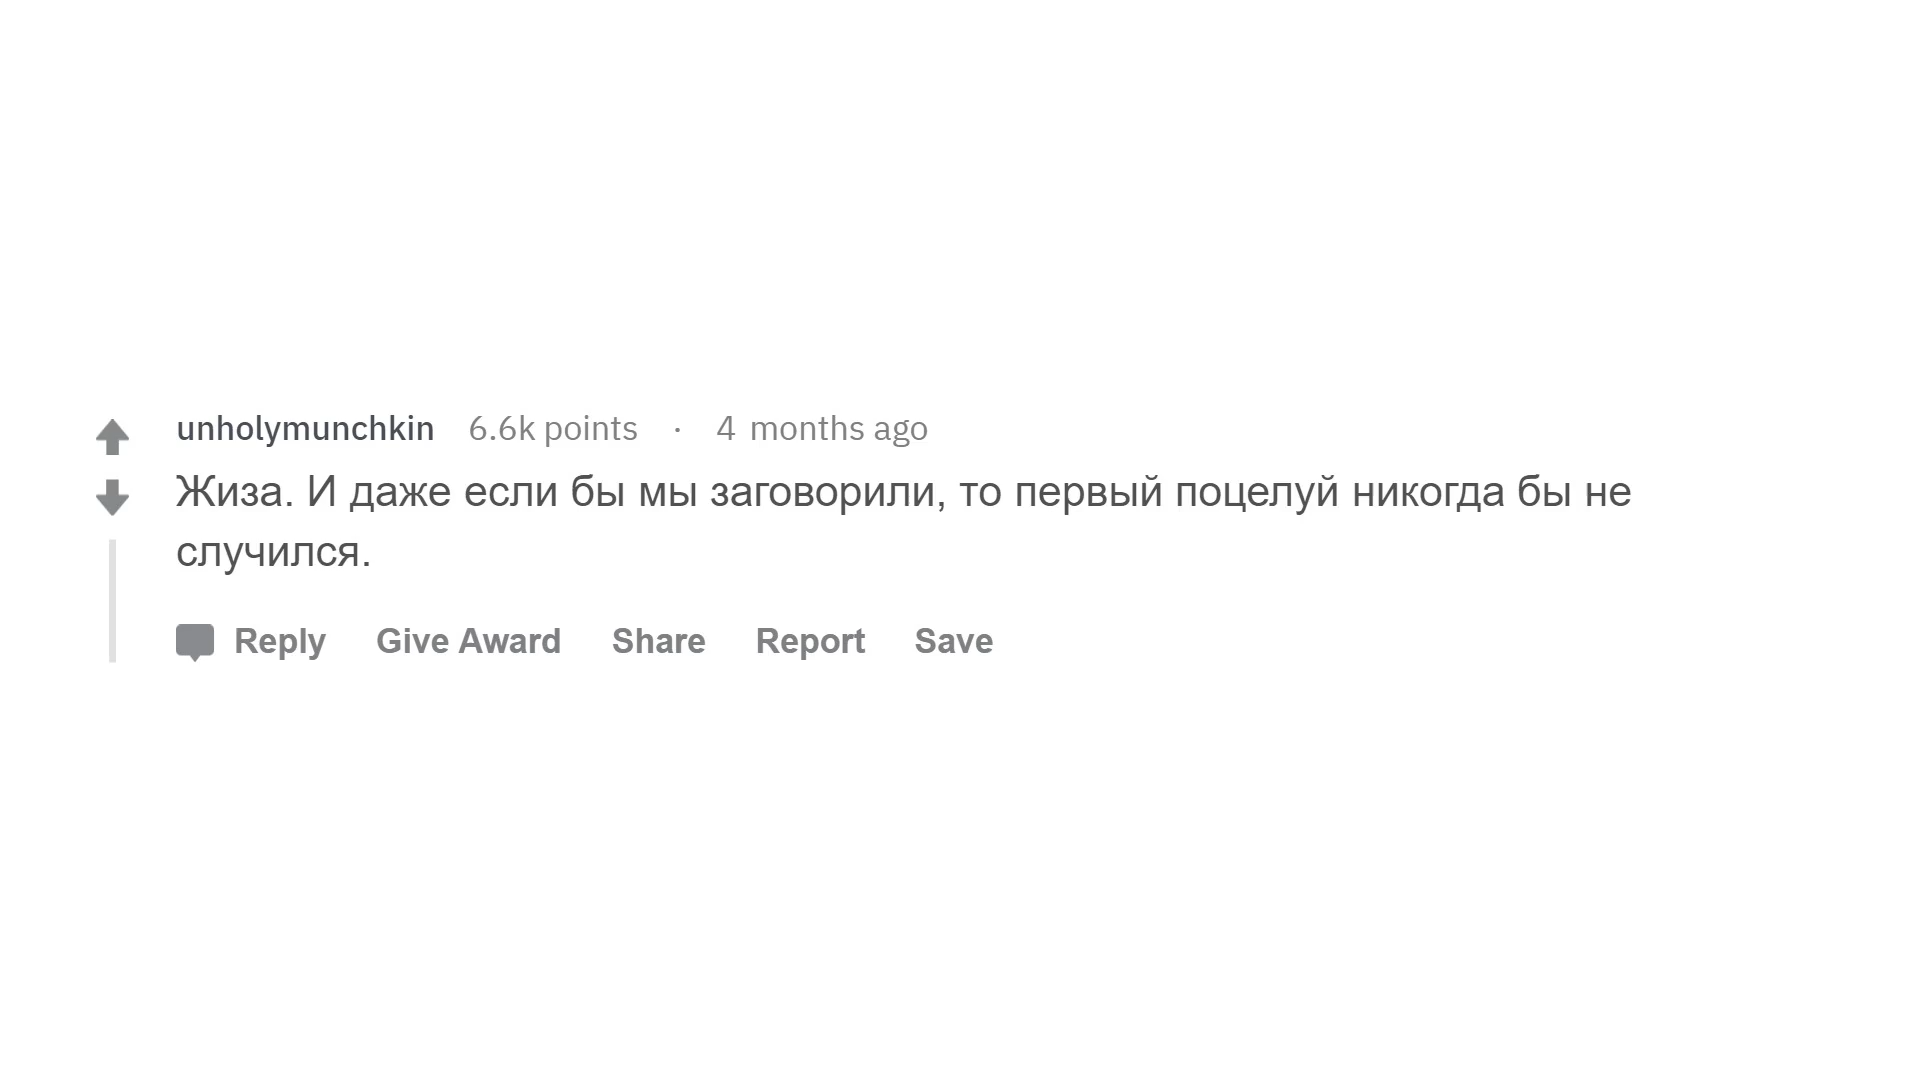 unholymunchkin 6.6k points · 4 months ago
Жиза. И даже если бы мы заговорили, то первый поцелуй никогда бы не
случился.
Reply Give Award Share Report Save